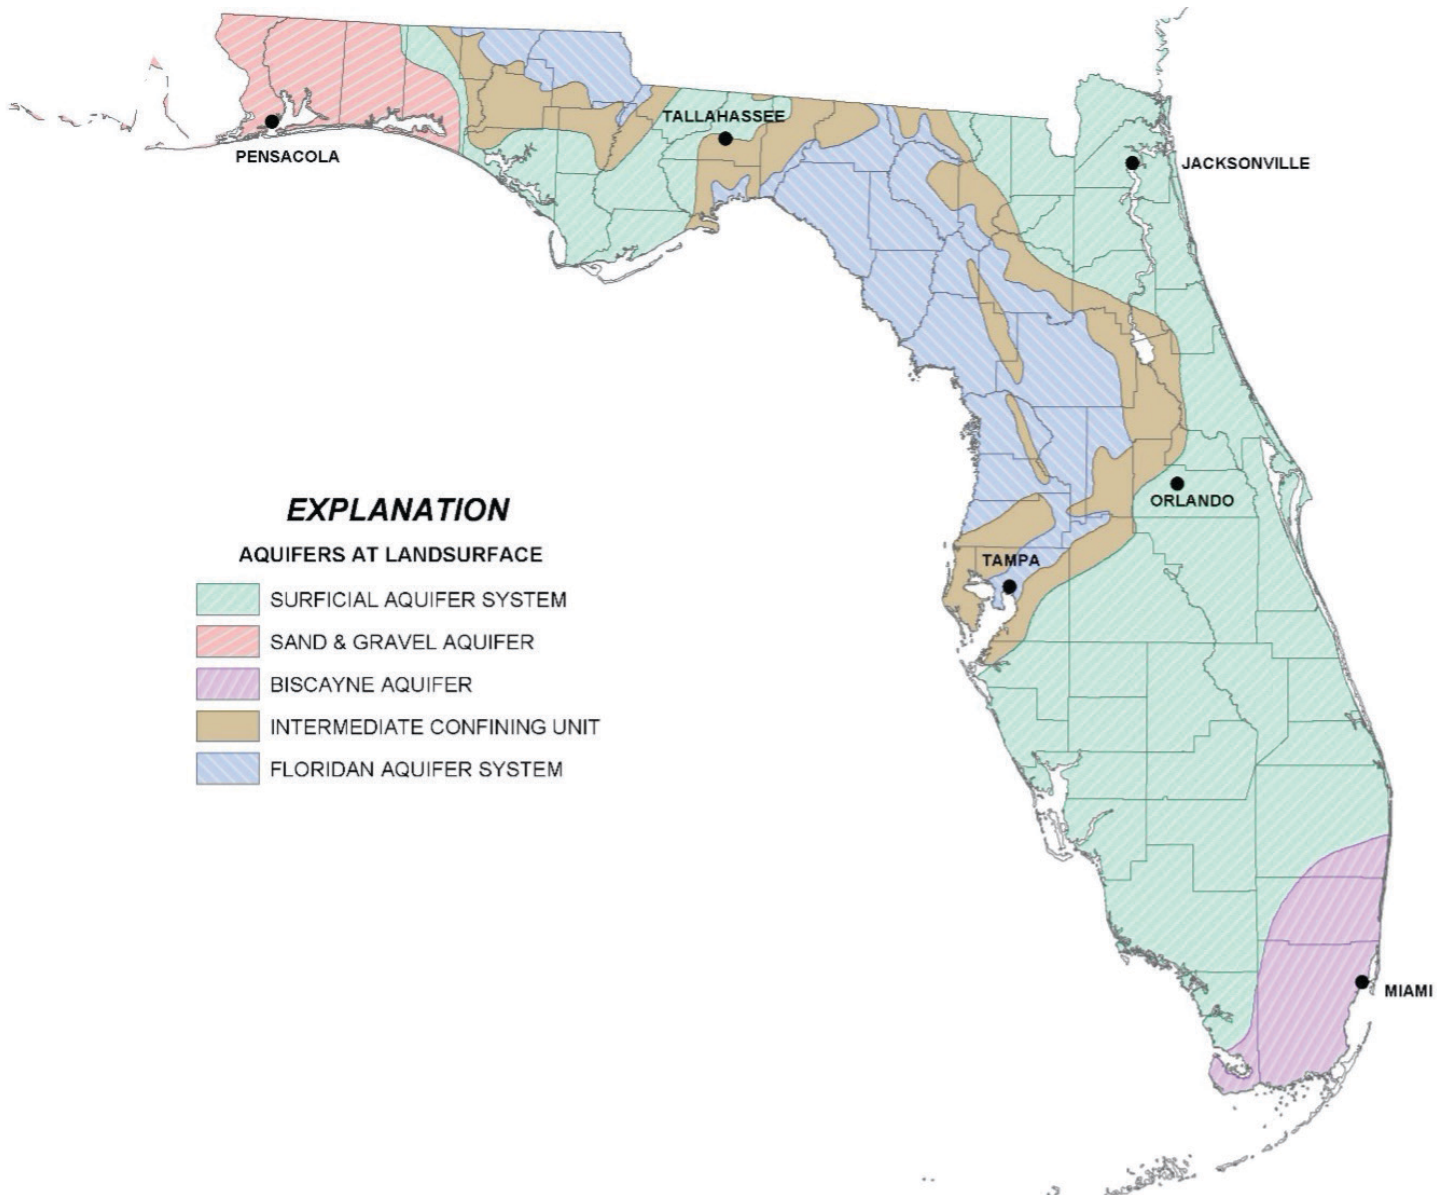 TALLAHASSEE
PENSACOLA
JACKSONVILLE
ORLANDO
EXPLANATION
AQUIFERS AT LANDSURFACE
TAMPA
SURFICIAL AQUIFER SYSTEM
SAND & GRAVEL AQUIFER
BISCAYNE AQUIFER
INTERMEDIATE CONFINING UNIT
FLORIDAN AQUIFER SYSTEM
MIAMI